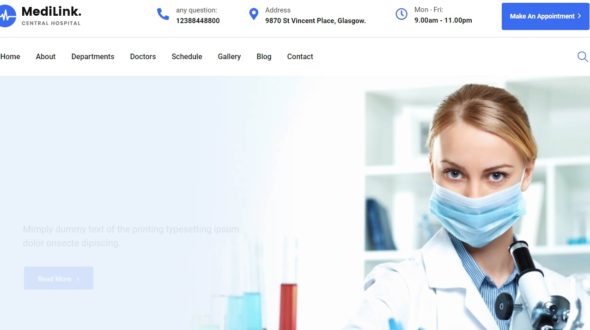 MediLink.
CENTRAL HOSPITAL
any question:
12388448800
Address
9870 St Vincent Place, Glasgow.
Mon - Fri:
9.00am - 11.00pm
Make An Appointment
Home About Departments Doctors Schedule Gallery Blog Contact
Mimply dummy text of the printing typesetting ipsum
dolor onsecte dipiscing.
Read More